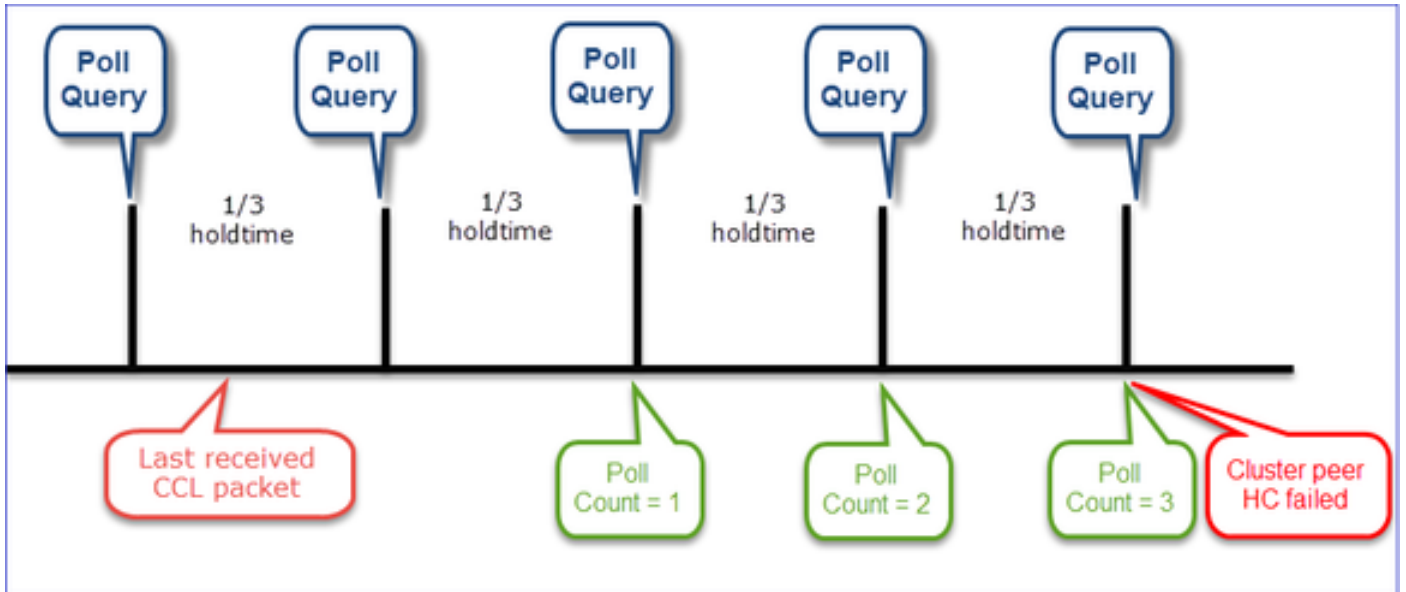 Poll
Query
Poll
Query
Poll
Query
Poll
Query
Poll
Query
1/3
holdtime
1/3
holdtime
1/3
holdtime
1/3
holdtime
Last received
CCL packet
Poll
Count = 1
Poll
Count = 2
Poll
Count = 3
Cluster peer
HC failed